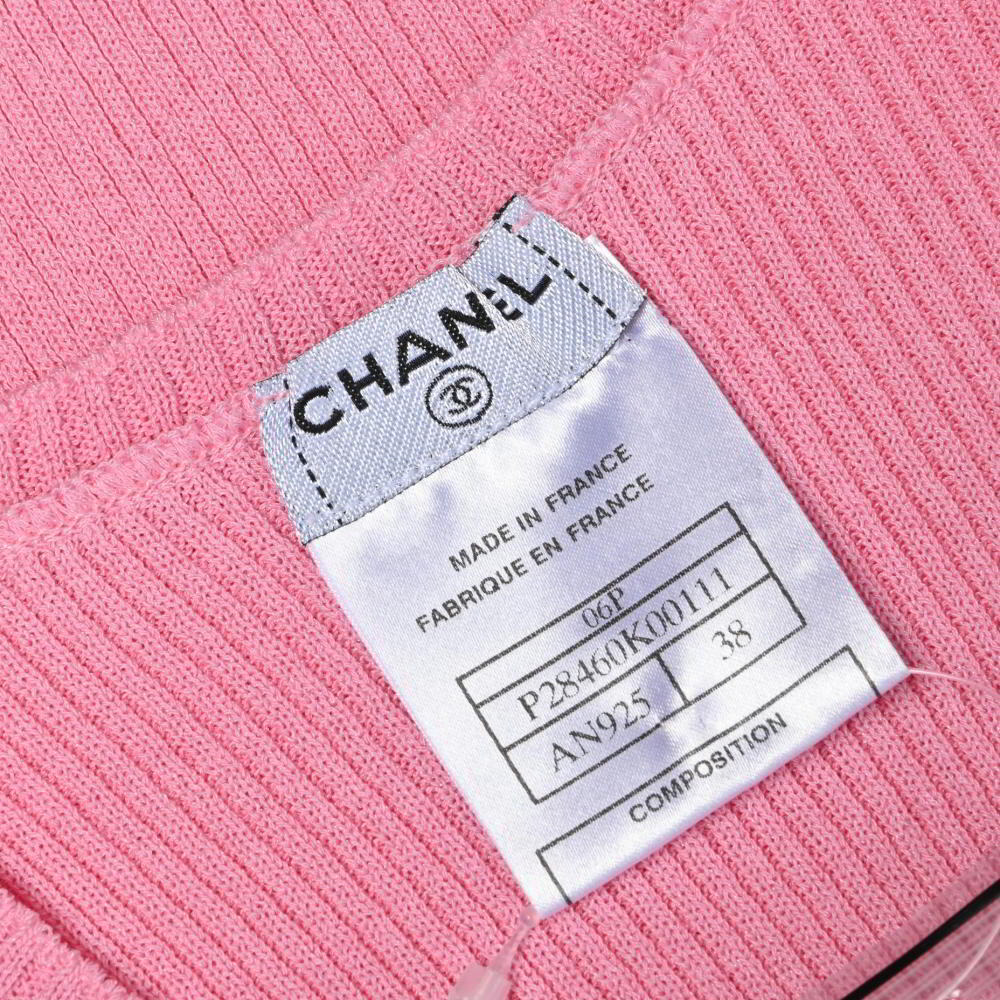 CHANEL
MADE IN FRANCE
FABRIQUE EN FRANCE
06P
P28460K00111
AN925 38
COMPOSITION